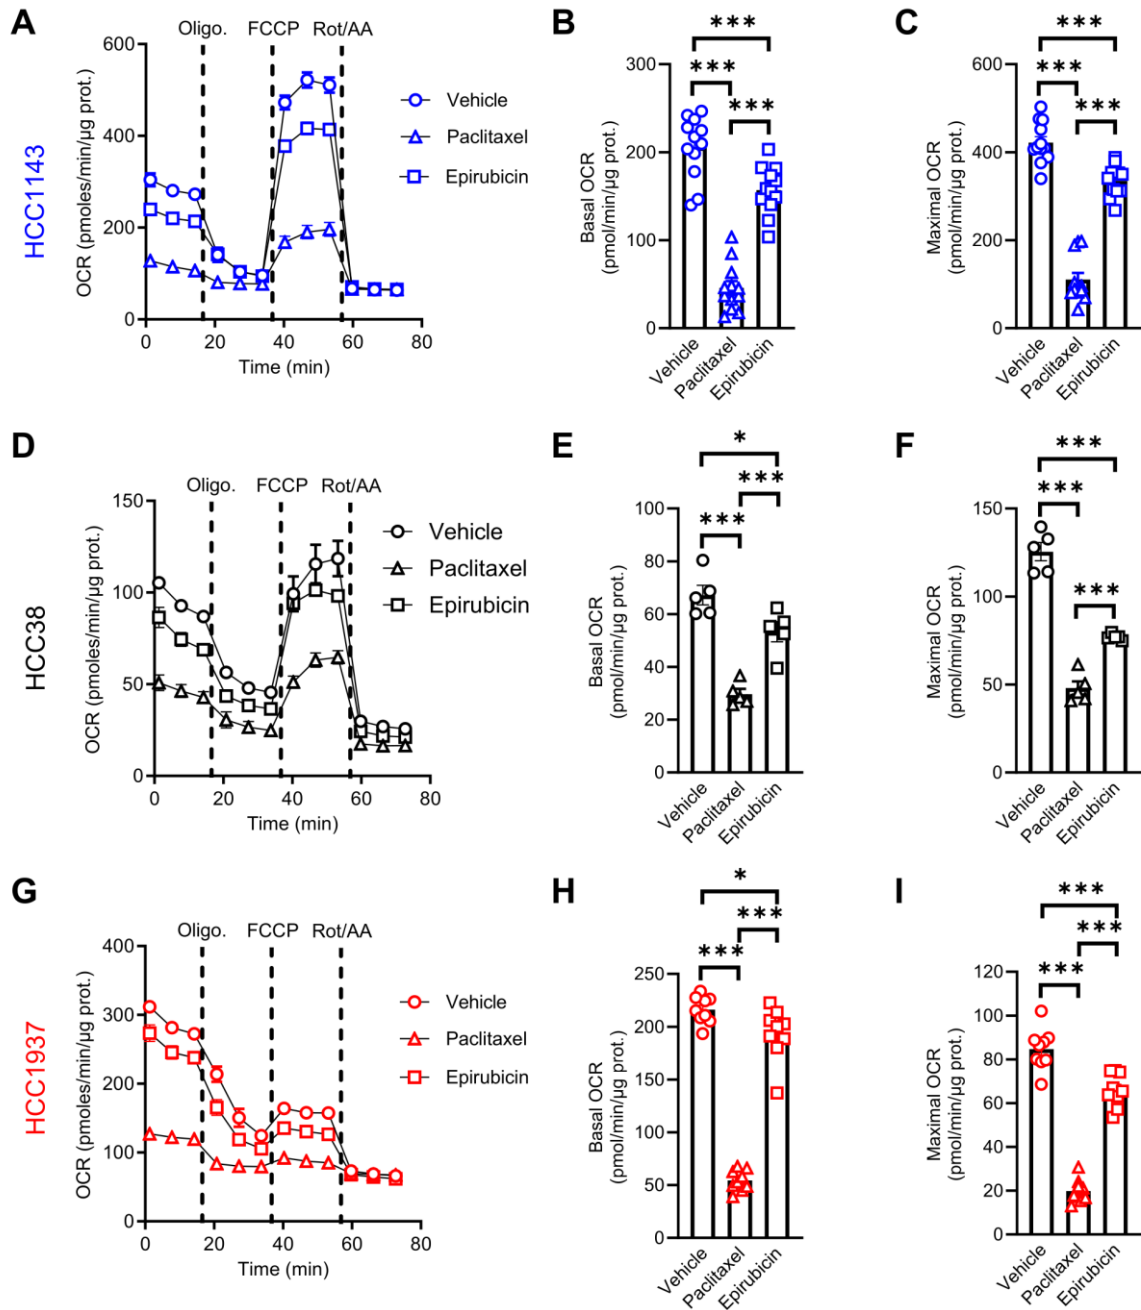 A
Oligo. FCCP Rot/AA
HCC1143
OCR (pmoles/min/µg prot.)
600
400
200
0
0 20 40 60 80
Time (min)
Vehicle
Paclitaxel
Epirubicin
B
***
*** ***
Basal OCR
(pmol/min/µg prot.)
300
200
100
0
Vehicle
Paclitaxel
Epirubicin
C
***
*** ***
Maximal OCR
(pmol/min/µg prot.)
600
400
200
0
Vehicle
Paclitaxel
Epirubicin
D
Oligo. FCCP Rot/AA
HCC38
OCR (pmoles/min/µg prot.)
150
100
50
0
0 20 40 60 80
Time (min)
Vehicle
Paclitaxel
Epirubicin
E
*
***
***
Basal OCR
(pmol/min/µg prot.)
100
80
60
40
20
0
Vehicle
Paclitaxel
Epirubicin
F
***
***
***
Maximal OCR
(pmol/min/µg prot.)
150
100
50
0
Vehicle
Paclitaxel
Epirubicin
G
Oligo. FCCP Rot/AA
HCC1937
OCR (pmoles/min/µg prot.)
400
300
200
100
0
0 20 40 60 80
Time (min)
Vehicle
Paclitaxel
Epirubicin
H
*
***
***
Basal OCR
(pmol/min/µg prot.)
250
200
150
100
50
0
Vehicle
Paclitaxel
Epirubicin
I
***
***
***
Maximal OCR
(pmol/min/µg prot.)
120
100
80
60
40
20
0
Vehicle
Paclitaxel
Epirubicin